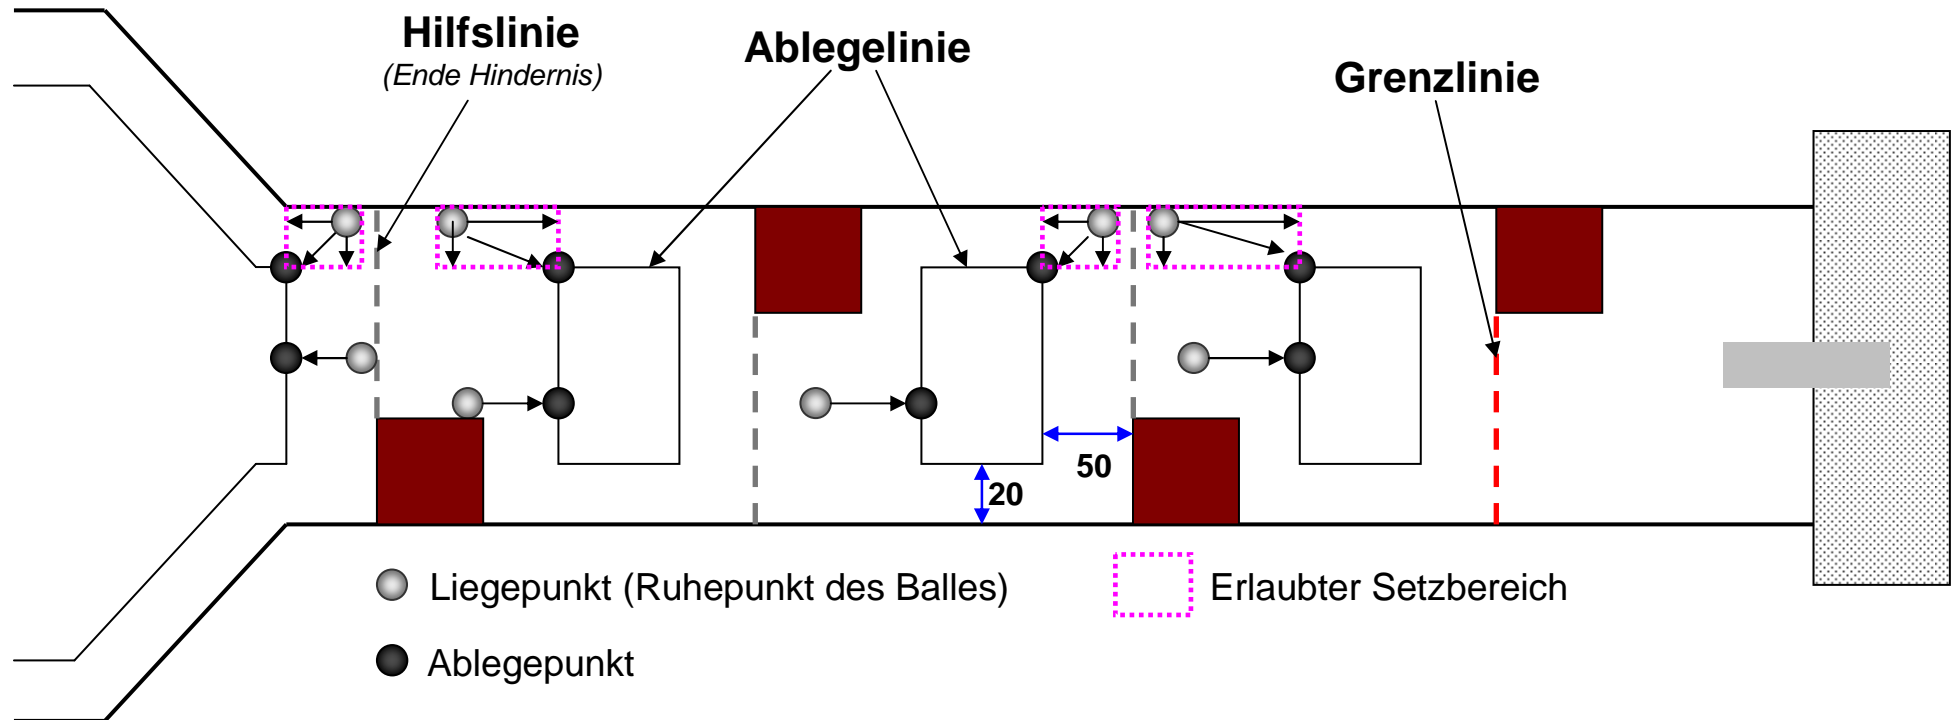 Hilfslinie
(Ende Hindernis)
Ablegelinie
Grenzlinie
50
20
Liegepunkt (Ruhepunkt des Balles)
Erlaubter Setzbereich
Ablegepunkt